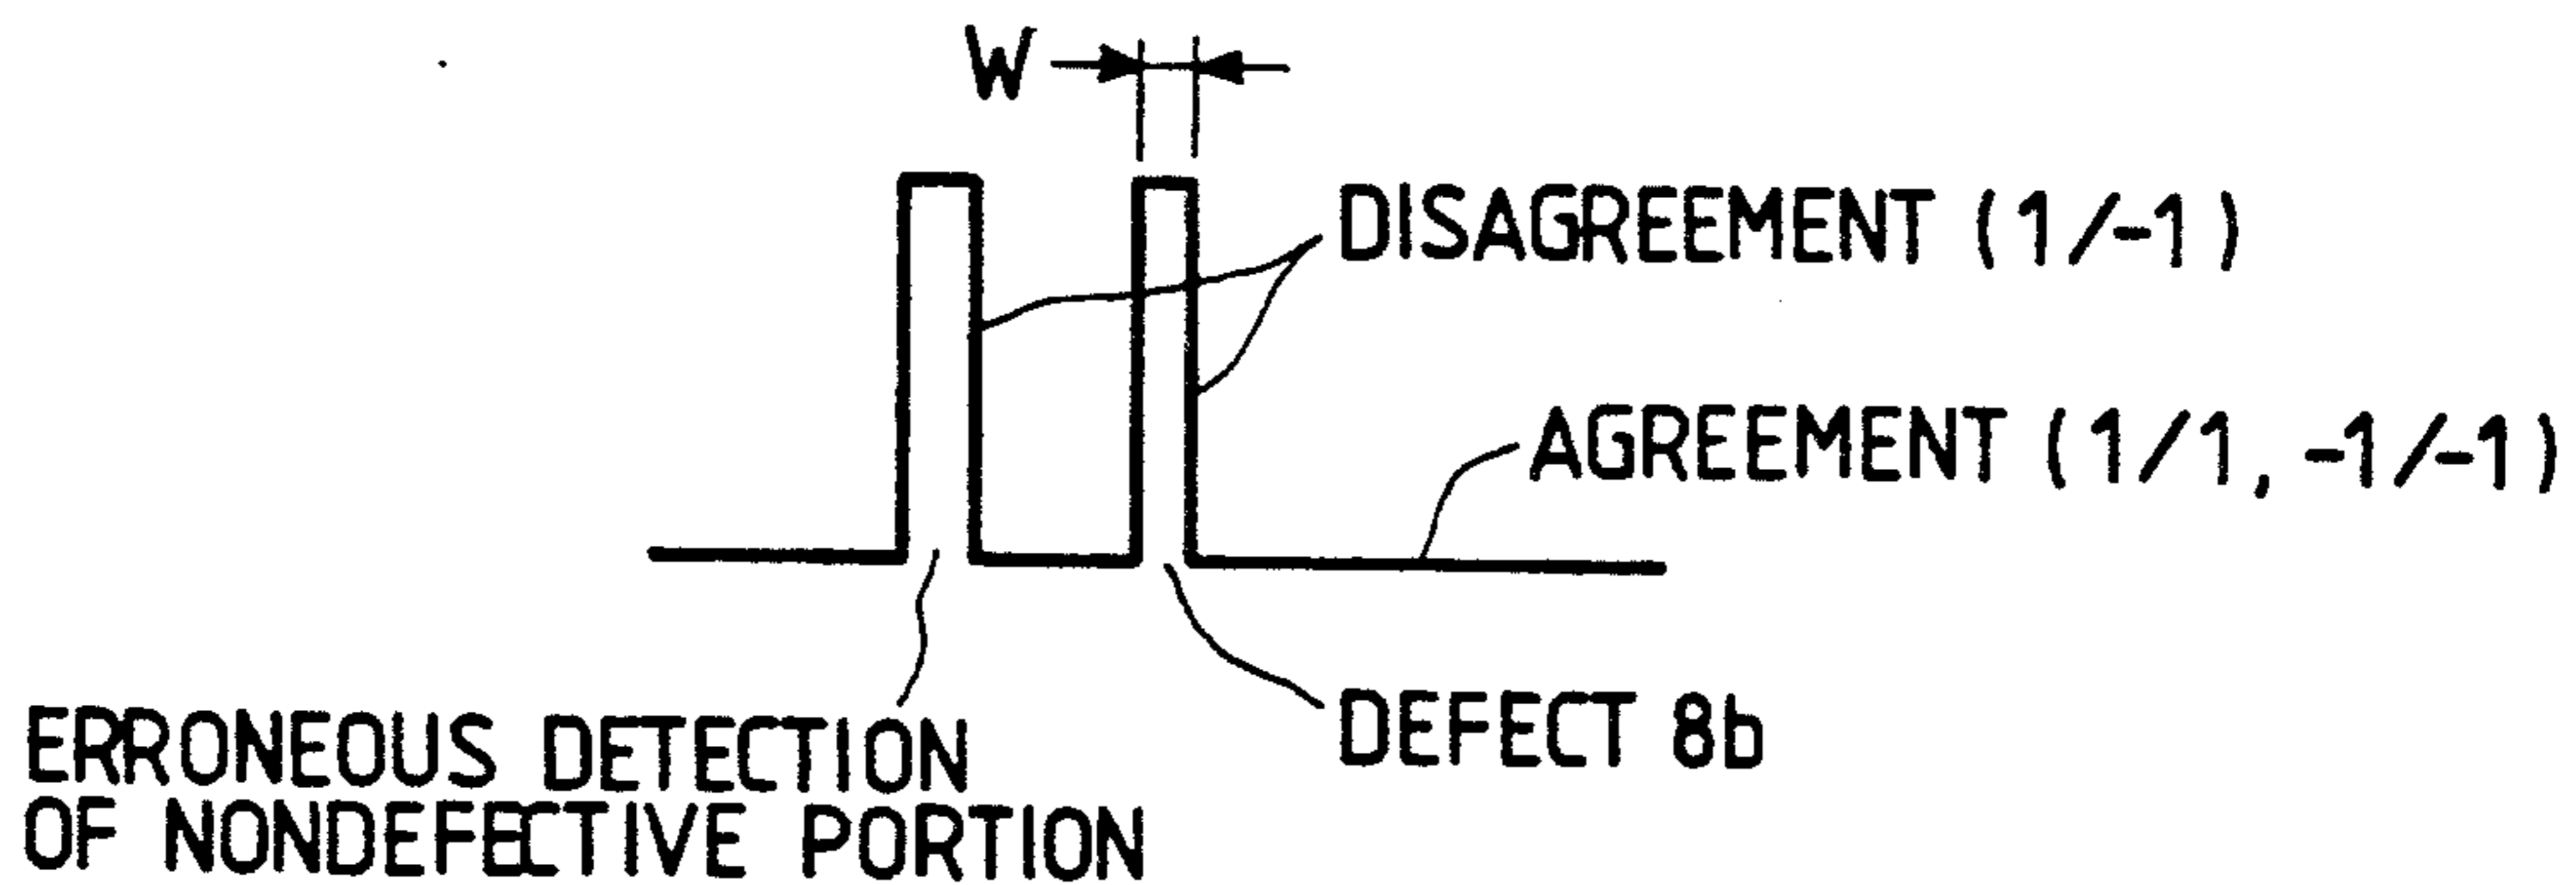 W
DISAGREEMENT (1/-1)
AGREEMENT (1/1, -1/-1)
DEFECT 8b
ERRONEOUS DETECTION
OF NONDEFECTIVE PORTION